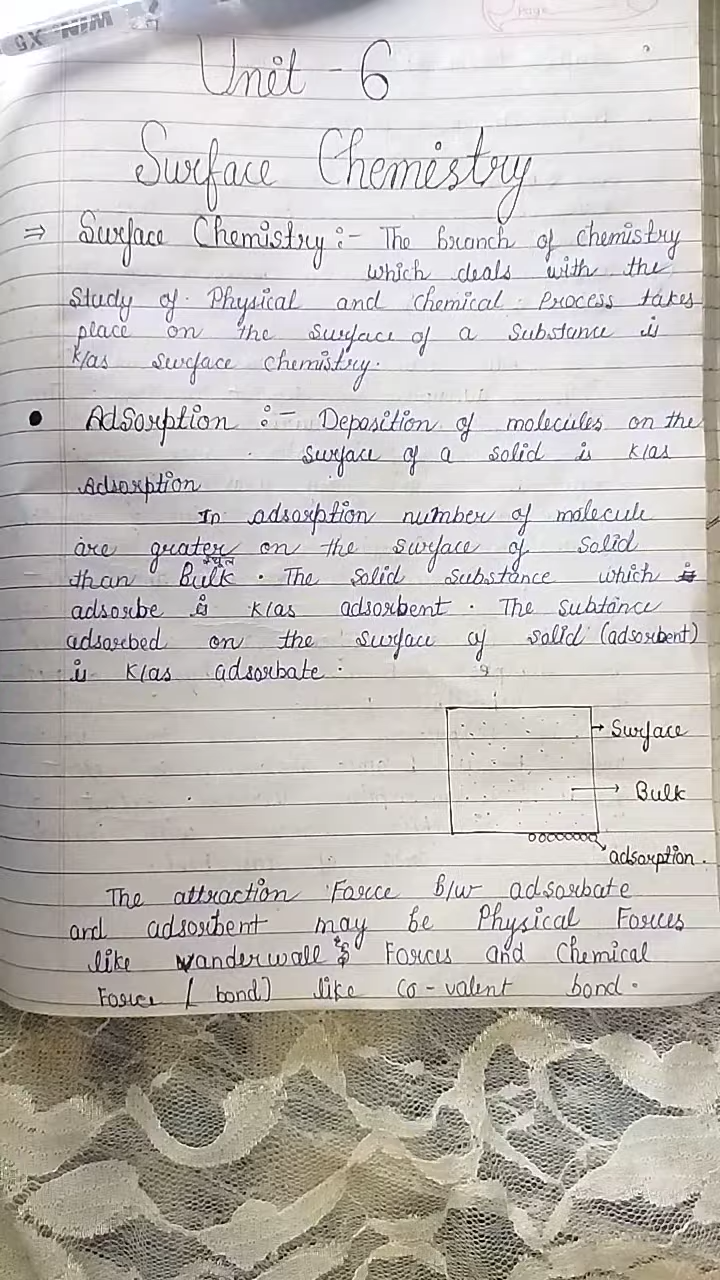 WIN-X5
Page
Unit - 6
Surface Chemistry
⇒ Surface Chemistry :- The branch of chemistry
which deals with the
Study of Physical and chemical Process takes
place on the surface of a substance is
k/as surface chemistry.
• Adsorption :- Deposition of molecules on the
surface of a solid is k/as
Adsorption
In adsorption number of molecule
are grater on the surface of solid
than Bulk. The solid substance which is
adsorbe is k/as adsorbent. The subtance
adsorbed on the surface of solid (adsorbent)
is k/as adsorbate.
→ Surface
→ Bulk
adsorption.
The attraction Force b/w adsorbate
and adsorbent may be Physical Forces
like vanderwall's Forces and chemical
Force ( bond) like co-valent bond.